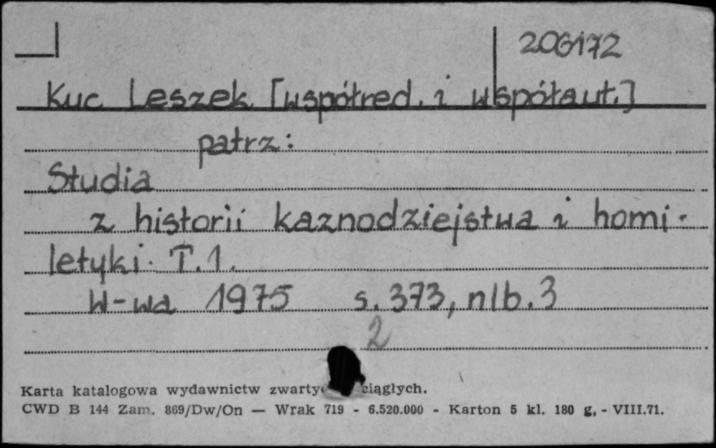 206172
Kuc Leszek [współred. i współaut.]
patrz:
Studia
z historii kaznodziejstwa i homi-
letyki. T.1.
W-wa 1975 s. 373, nlb. 3
2
Karta katalogowa wydawnictw ciągłych.
CWD B 144 Zam. 869/Dw/On — Wrak 719 - 6.520.000 - Karton 5 kl. 180 g, - VIII.71.